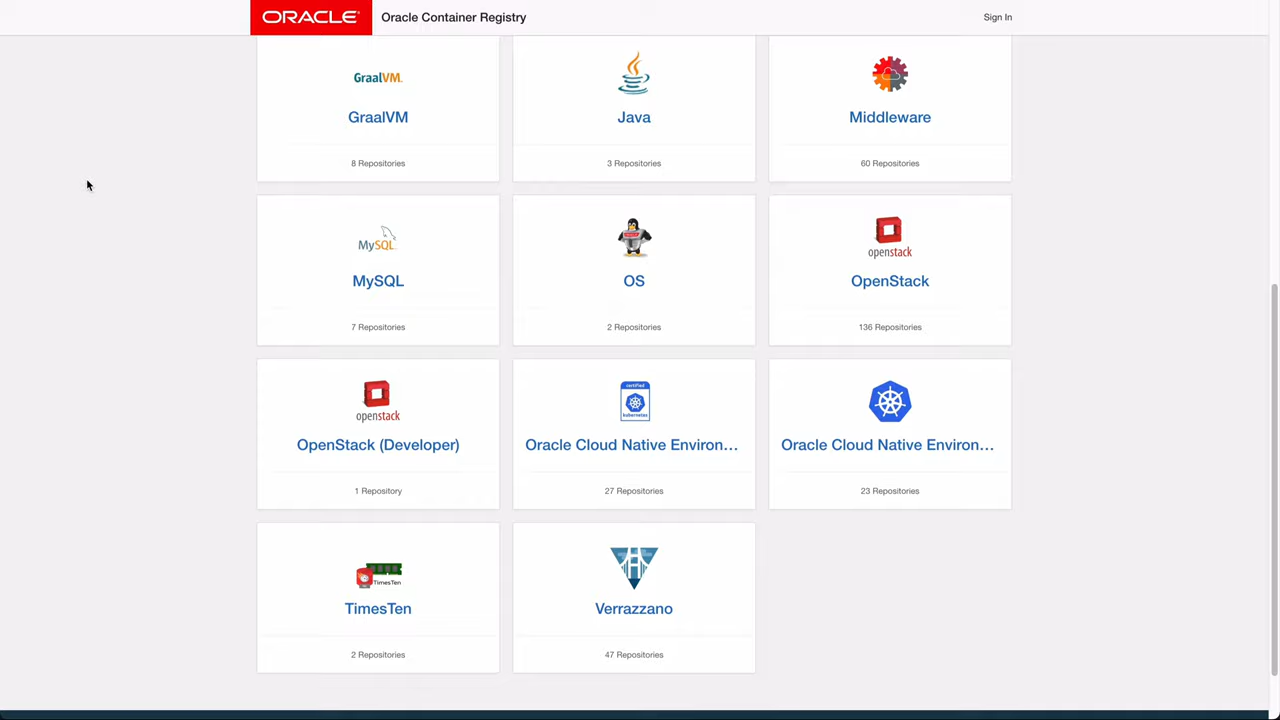 ORACLE Oracle Container Registry Sign In
GraalVM.
GraalVM Java Middleware
8 Repositories 3 Repositories 60 Repositories
MySQL openstack
MySQL OS OpenStack
7 Repositories 2 Repositories 136 Repositories
openstack certified kubernetes
OpenStack (Developer) Oracle Cloud Native Environ… Oracle Cloud Native Environ…
1 Repository 27 Repositories 23 Repositories
TimesTen
TimesTen Verrazzano
2 Repositories 47 Repositories